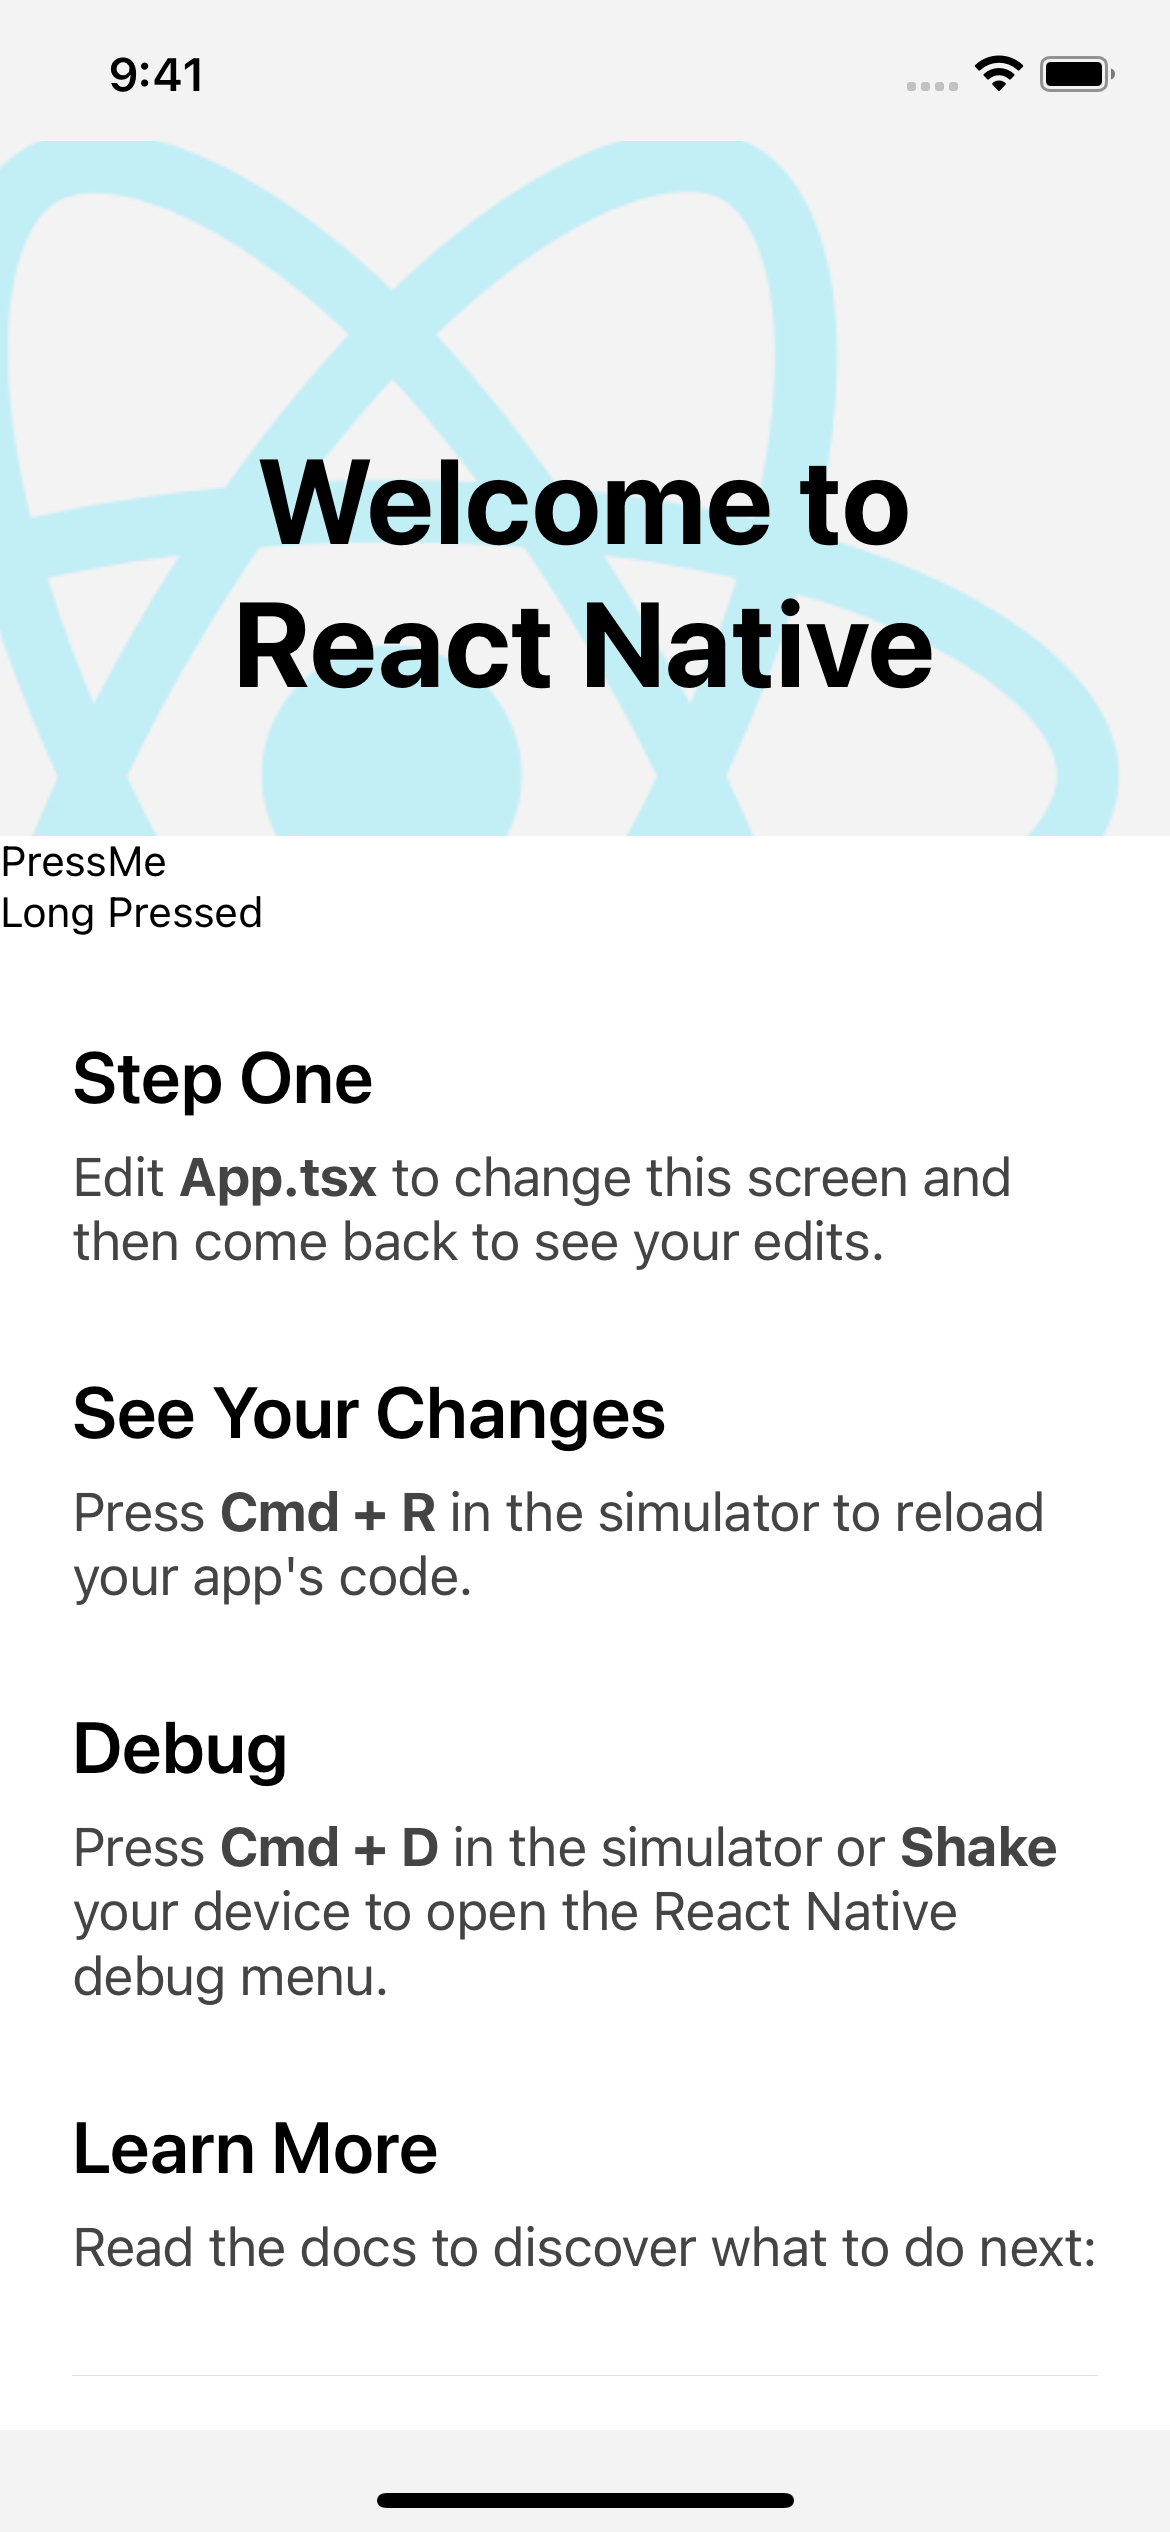 9:41
Welcome to
React Native
PressMe
Long Pressed
Step One
Edit App.tsx to change this screen and
then come back to see your edits.
See Your Changes
Press Cmd + R in the simulator to reload
your app's code.
Debug
Press Cmd + D in the simulator or Shake
your device to open the React Native
debug menu.
Learn More
Read the docs to discover what to do next: